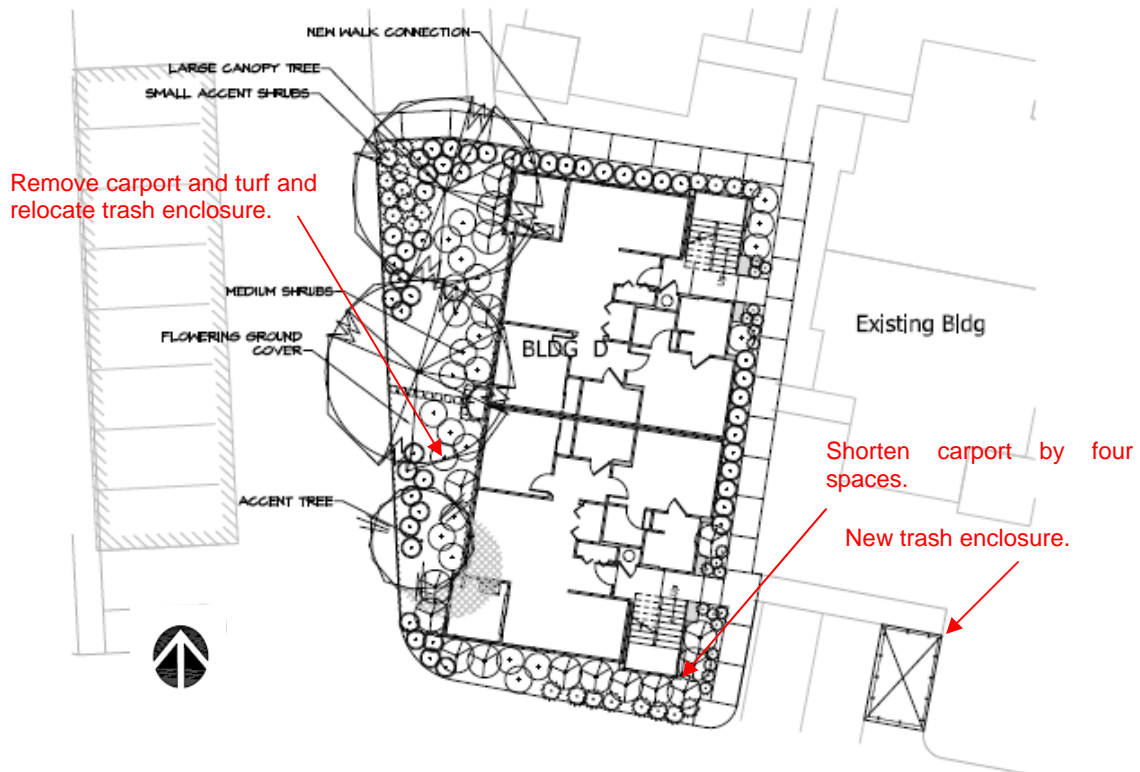 NEW WALK CONNECTION
LARGE CANOPY TREE
SMALL ACCENT SHRUBS
Remove carport and turf and
relocate trash enclosure.
MEDIUM SHRUBS
FLOWERING GROUND
COVER
BLDG D
Existing Bldg
Shorten carport by four
spaces.
ACCENT TREE
New trash enclosure.